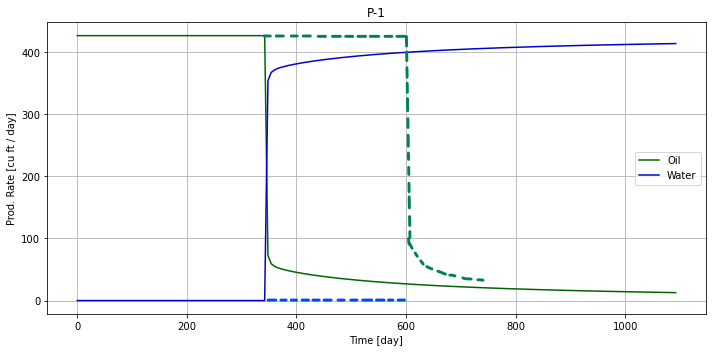 P-1
Prod. Rate [cu ft / day]
400
300
200
100
0
Oil
Water
0
200
400
600
800
1000
Time [day]